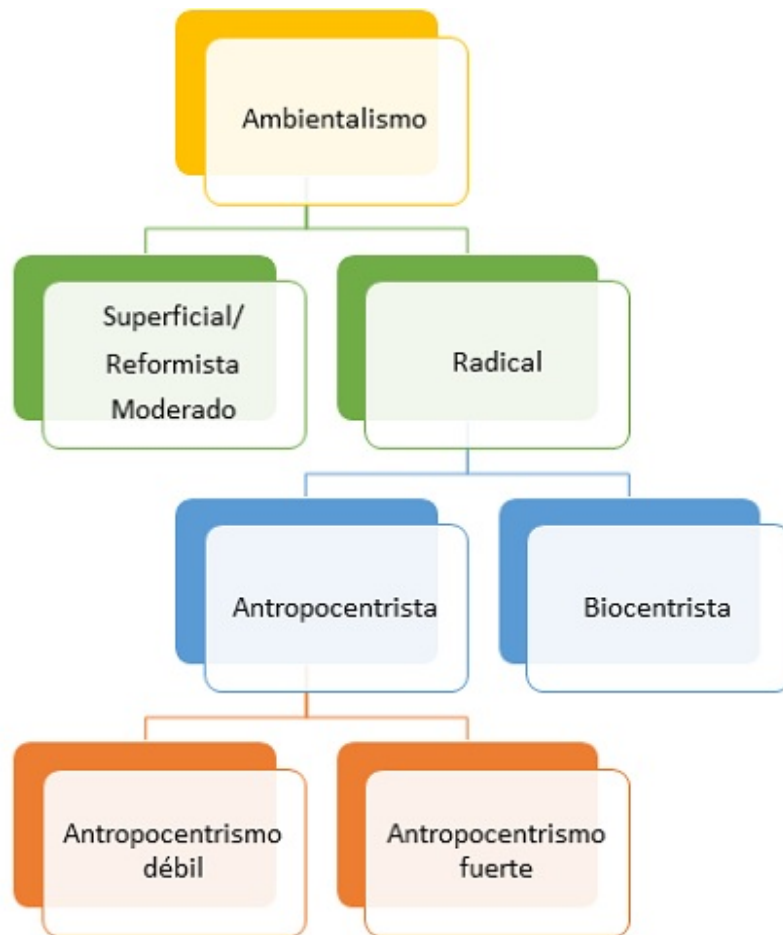 Ambientalismo
Superficial/
Reformista
Moderado
Radical
Antropocentrista
Biocentrista
Antropocentrismo
débil
Antropocentrismo
fuerte